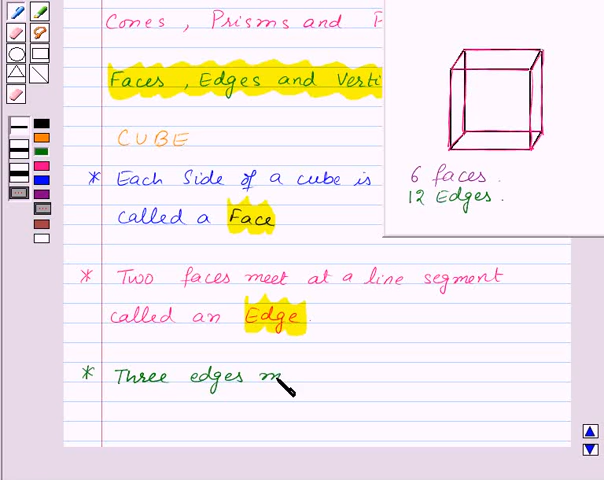 Cones, Prisms and P
Faces, Edges and Verti
CUBE
* Each Side of a cube is
called a Face
* Two faces meet at a line segment
called an Edge.
* Three edges m
6 faces.
12 Edges.